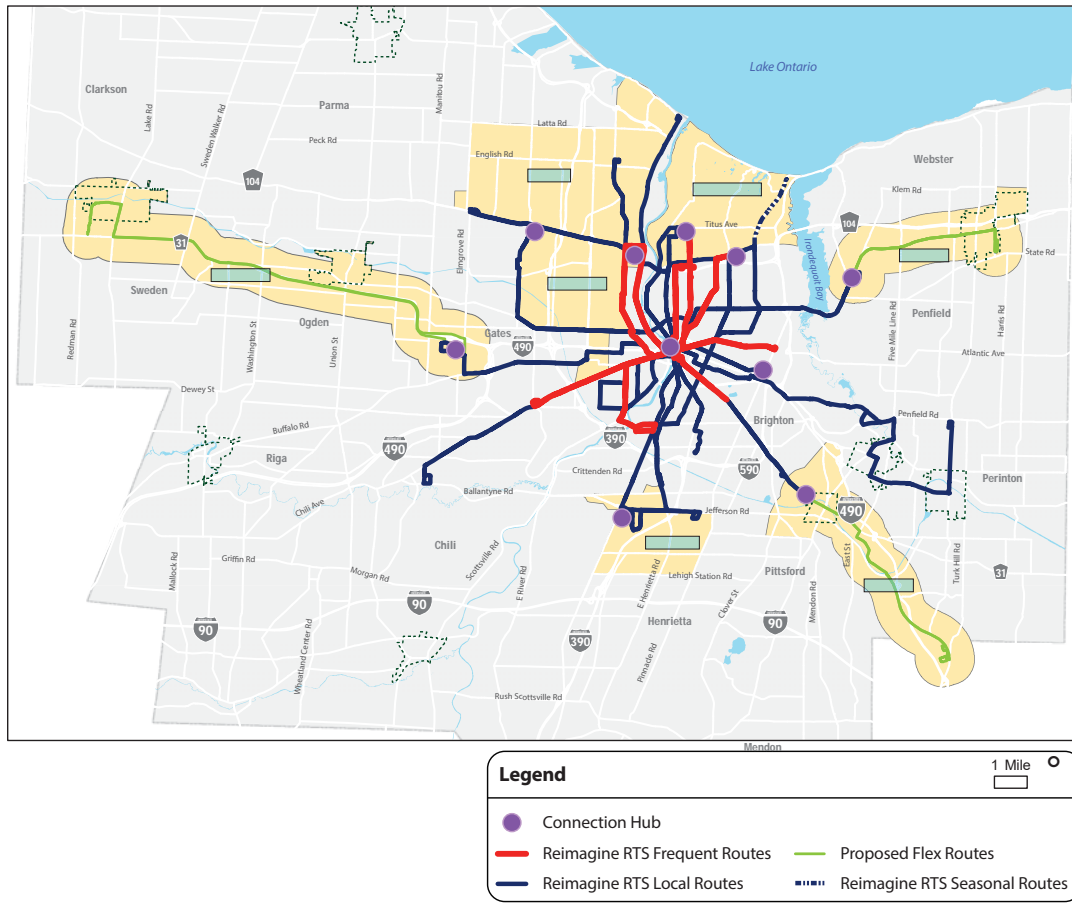 Lake Ontario
Clarkson
Lake Rd
Sweden Walker Rd
Parma
Manitou Rd
Latta Rd
Peck Rd
English Rd
Webster
Klem Rd
104
104
Titus Ave
31
Elmgrove Rd
Irondequoit Bay
State Rd
Sweden
Redman Rd
Ogden
Washington St
Union St
Gates
490
Five Mile Line Rd
Penfield
Harris Rd
Atlantic Ave
Dewey St
Buffalo Rd
Riga
490
390
Brighton
Penfield Rd
590
Crittenden Rd
Perinton
Ballantyne Rd
Chili Ave
Jefferson Rd
490
Chili
Scottsville Rd
E River Rd
East St
Turk Hill Rd
Mallock Rd
Griffin Rd
Morgan Rd
E Henrietta Rd
Lehigh Station Rd
Clover St
Pittsford
Mendon Rd
31
90
90
Wheatland Center Rd
390
Henrietta
90
Pinnade Rd
Rush Scottsville Rd
Mendon
Legend
1 Mile
Connection Hub
Reimagine RTS Frequent Routes
Proposed Flex Routes
Reimagine RTS Local Routes
Reimagine RTS Seasonal Routes